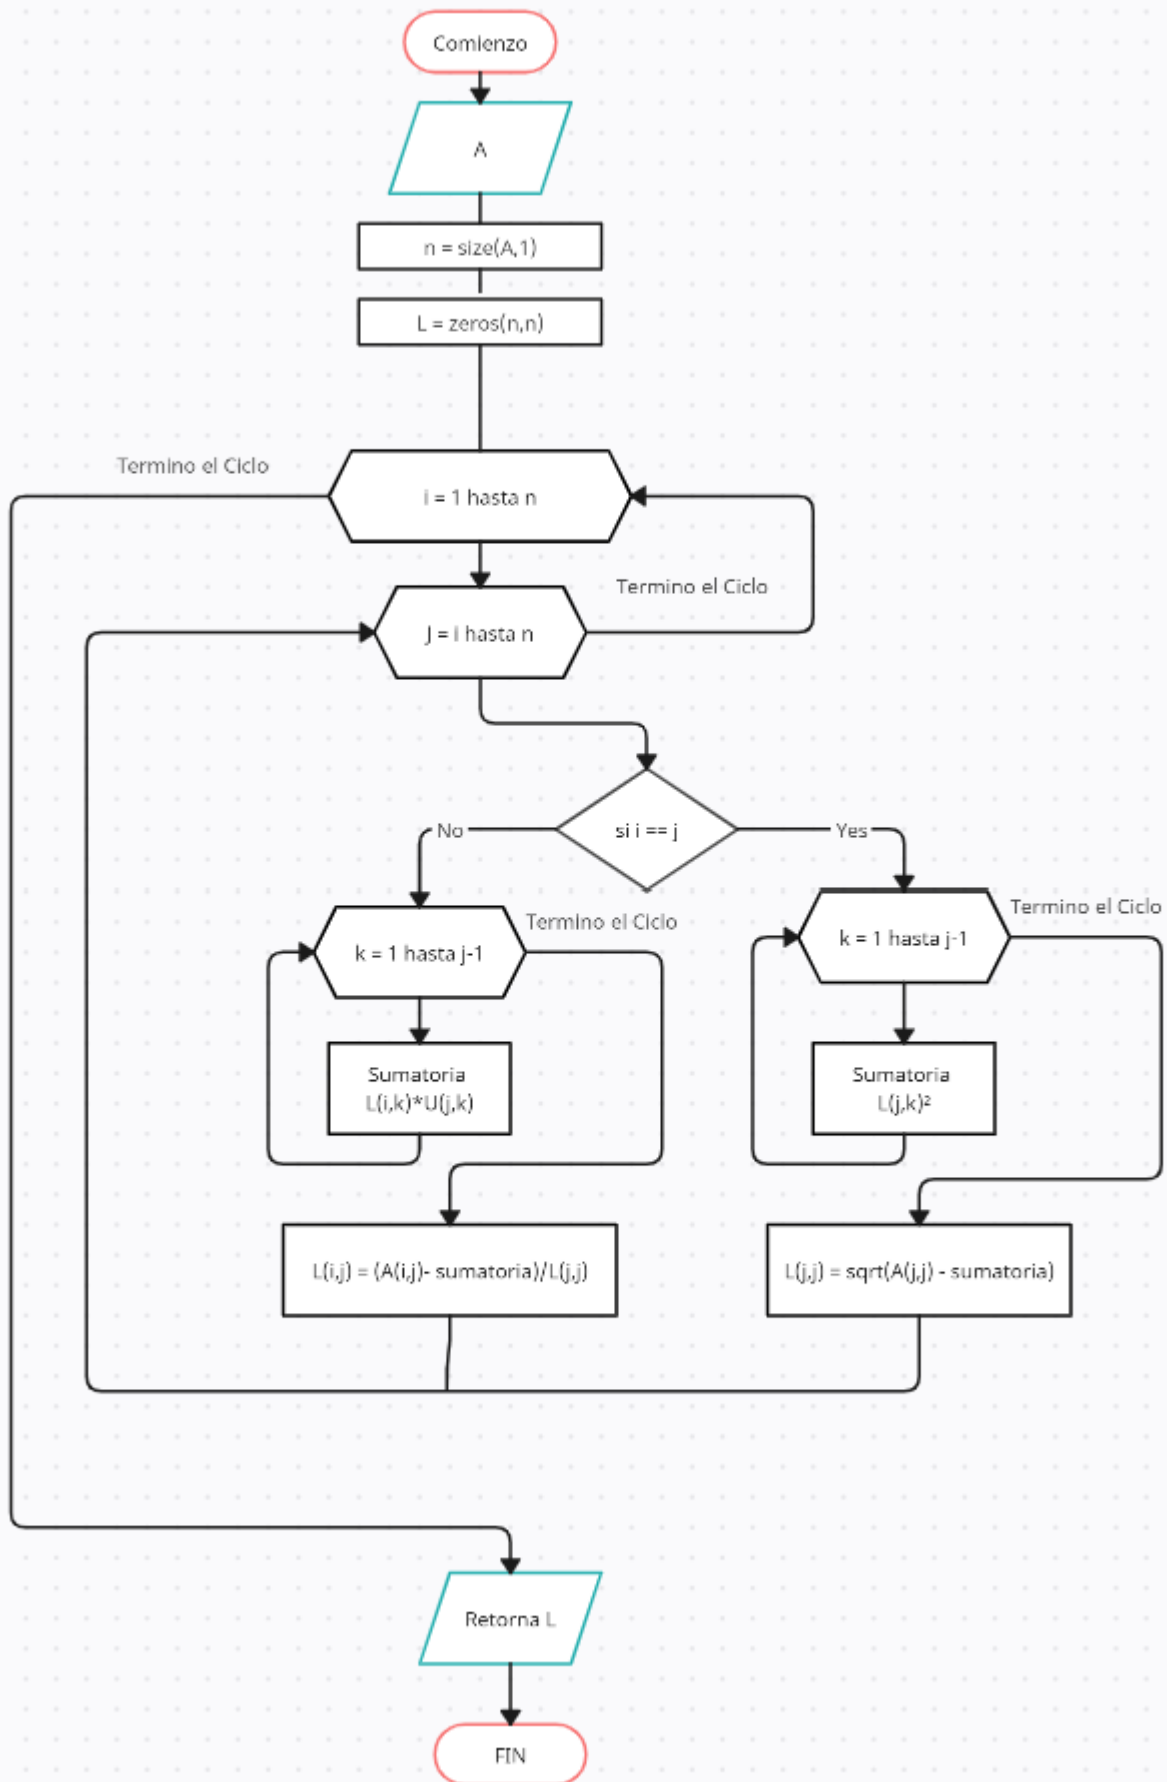 Comienzo
A
n = size(A,1)
L = zeros(n,n)
Termino el Ciclo
i = 1 hasta n
Termino el Ciclo
J = i hasta n
si i == j
No
Yes
Termino el Ciclo
k = 1 hasta j-1
Termino el Ciclo
k = 1 hasta j-1
Sumatoria
L(i,k)*U(j,k)
Sumatoria
L(j,k)²
L(i,j) = (A(i,j)- sumatoria)/L(j,j)
L(j,j) = sqrt(A(j,j) - sumatoria)
Retorna L
FIN